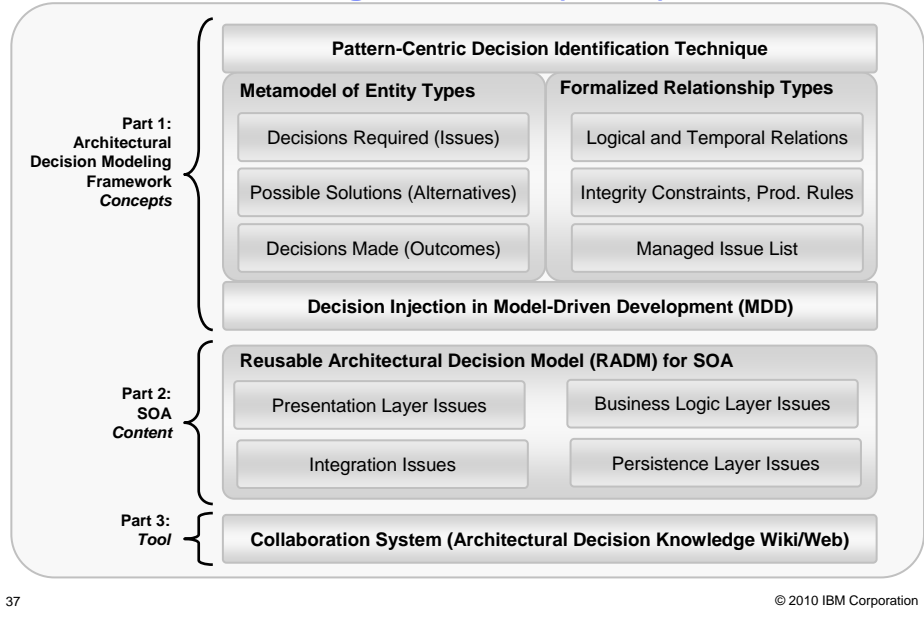 Pattern-Centric Decision Identification Technique
Part 1:
Architectural
Decision Modeling
Framework
Concepts
Metamodel of Entity Types
Decisions Required (Issues)
Possible Solutions (Alternatives)
Decisions Made (Outcomes)
Formalized Relationship Types
Logical and Temporal Relations
Integrity Constraints, Prod. Rules
Managed Issue List
Decision Injection in Model-Driven Development (MDD)
Part 2:
SOA
Content
Reusable Architectural Decision Model (RADM) for SOA
Presentation Layer Issues
Business Logic Layer Issues
Integration Issues
Persistence Layer Issues
Part 3:
Tool
Collaboration System (Architectural Decision Knowledge Wiki/Web)
37
© 2010 IBM Corporation